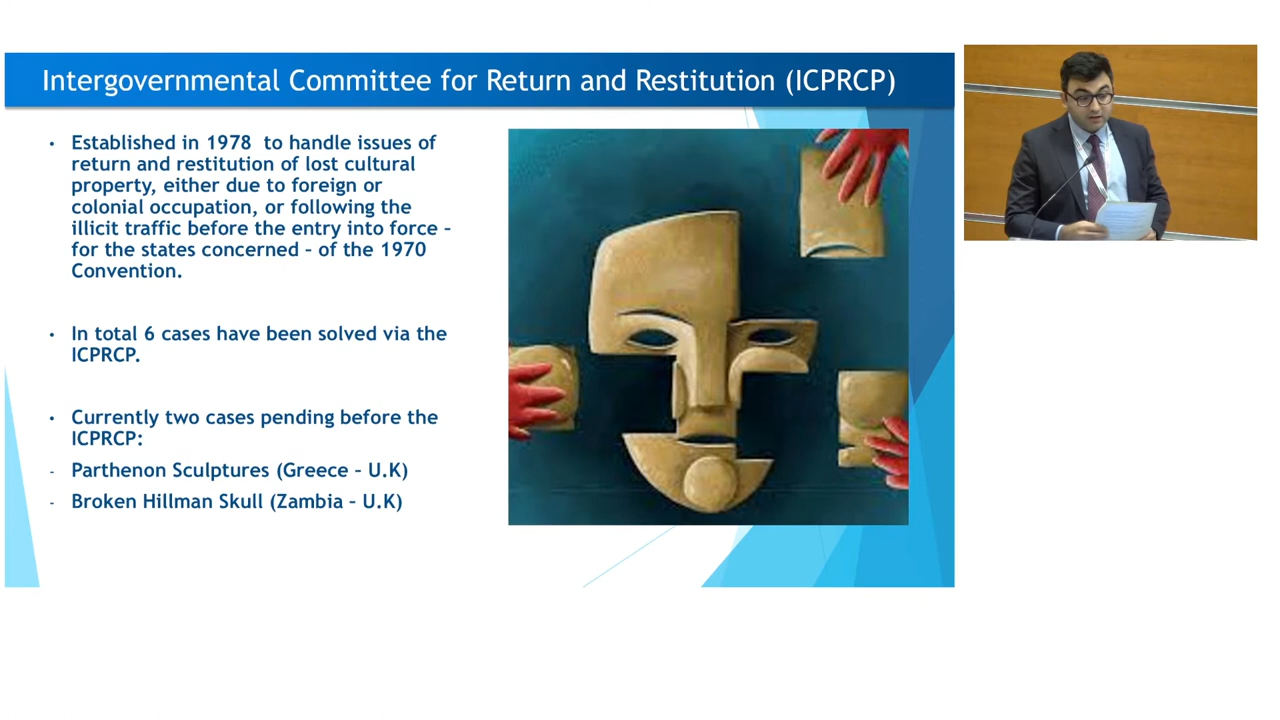 Intergovernmental Committee for Return and Restitution (ICPRCP)
• Established in 1978 to handle issues of
return and restitution of lost cultural
property, either due to foreign or
colonial occupation, or following the
illicit traffic before the entry into force –
for the states concerned – of the 1970
Convention.
• In total 6 cases have been solved via the
ICPRCP.
• Currently two cases pending before the
ICPRCP:
- Parthenon Sculptures (Greece – U.K)
- Broken Hillman Skull (Zambia – U.K)